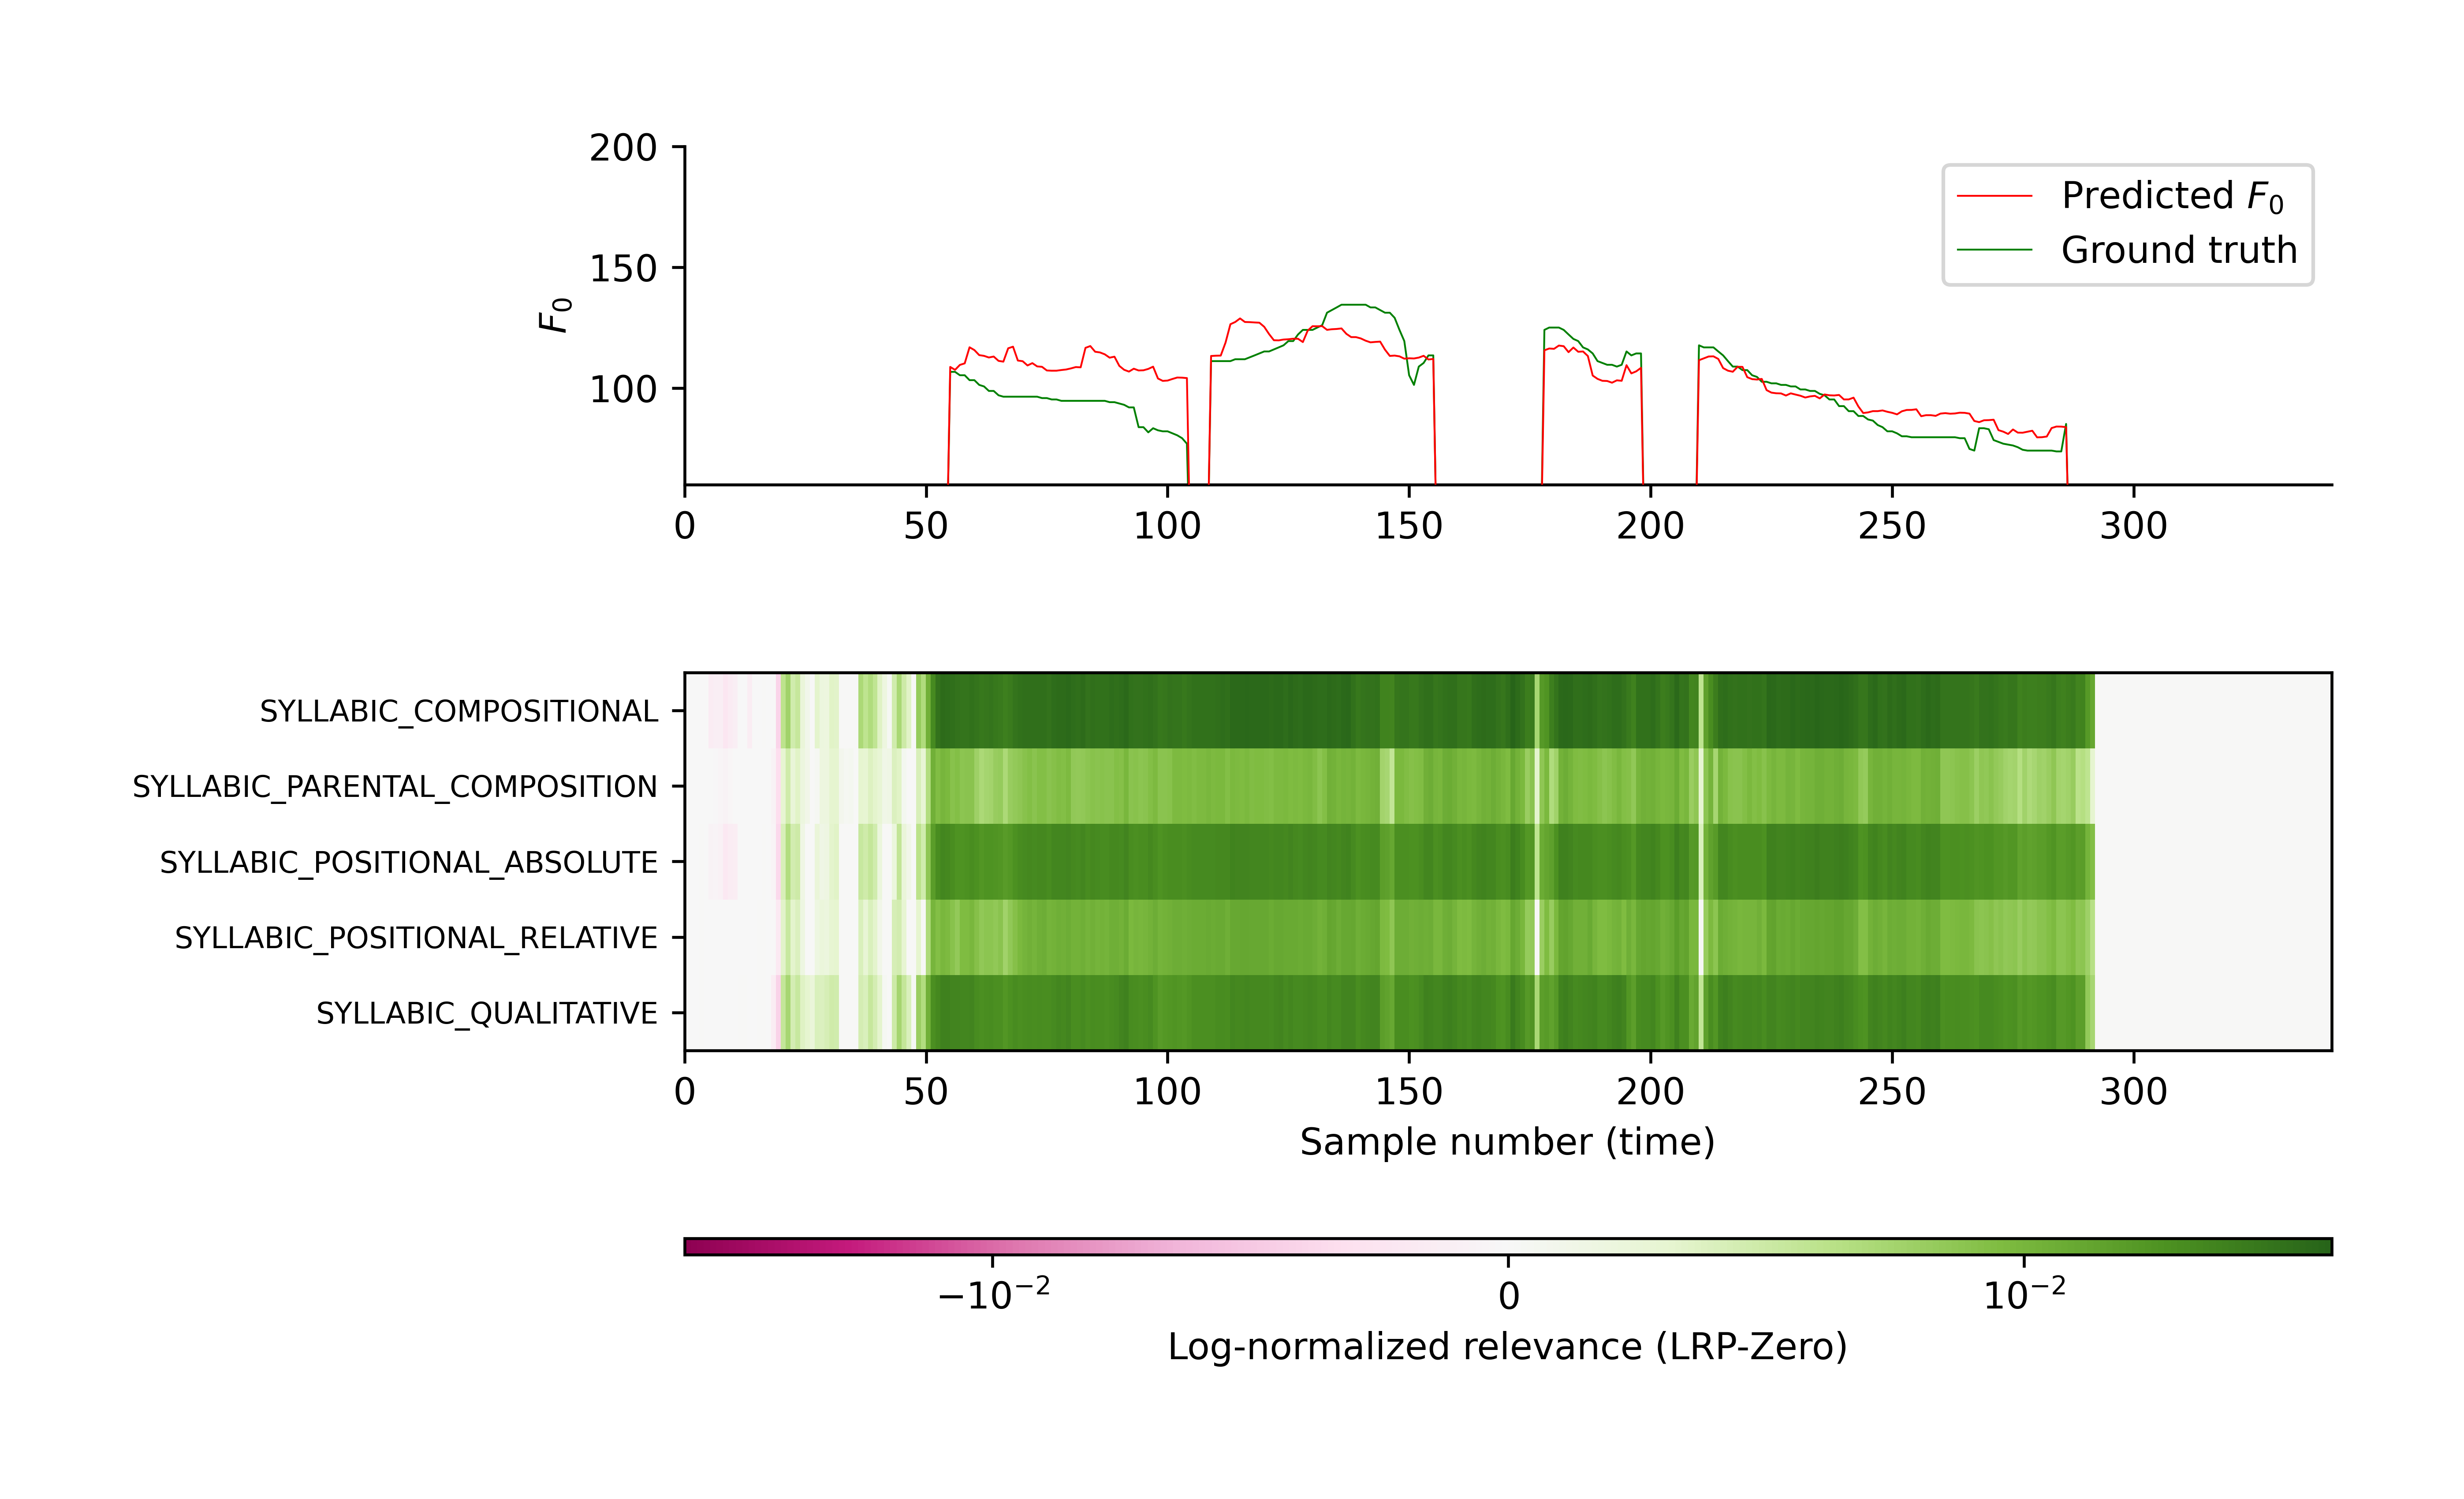 200
150
100
F0
Predicted F0
Ground truth
0 50 100 150 200 250 300
SYLLABIC_COMPOSITIONAL
SYLLABIC_PARENTAL_COMPOSITION
SYLLABIC_POSITIONAL_ABSOLUTE
SYLLABIC_POSITIONAL_RELATIVE
SYLLABIC_QUALITATIVE
0 50 100 150 200 250 300
Sample number (time)
−10⁻² 0 10⁻²
Log-normalized relevance (LRP-Zero)